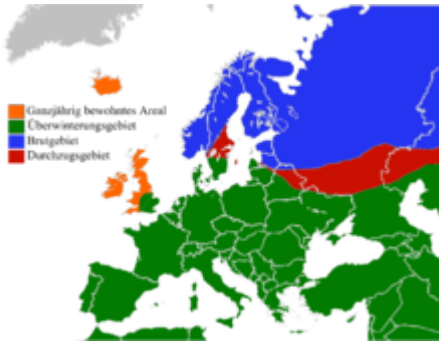 Ganzjährig bewohntes Areal
Überwinterungsgebiet
Brutgebiet
Durchzugsgebiet